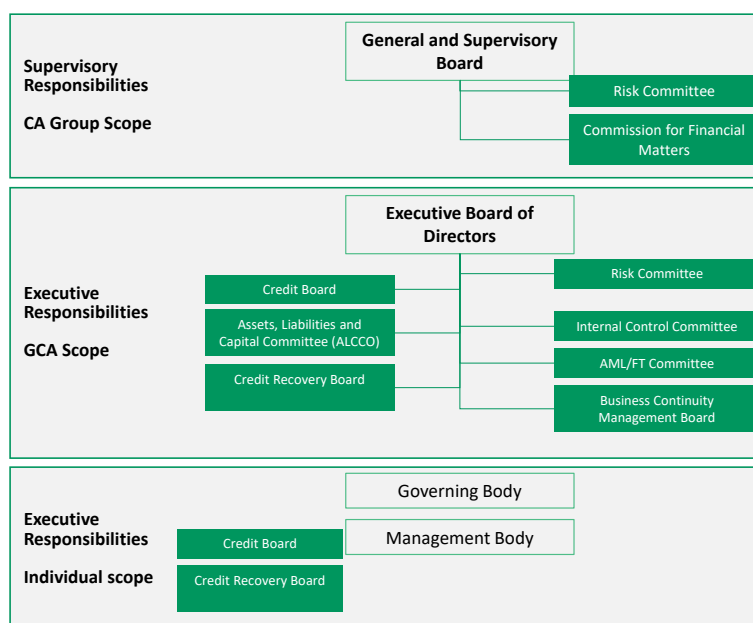 Supervisory
Responsibilities
CA Group Scope
General and Supervisory
Board
Risk Committee
Commission for Financial
Matters
Executive
Responsibilities
GCA Scope
Executive Board of
Directors
Credit Board
Assets, Liabilities and
Capital Committee (ALCCO)
Credit Recovery Board
Risk Committee
Internal Control Committee
AML/FT Committee
Business Continuity
Management Board
Executive
Responsibilities
Individual scope
Governing Body
Management Body
Credit Board
Credit Recovery Board